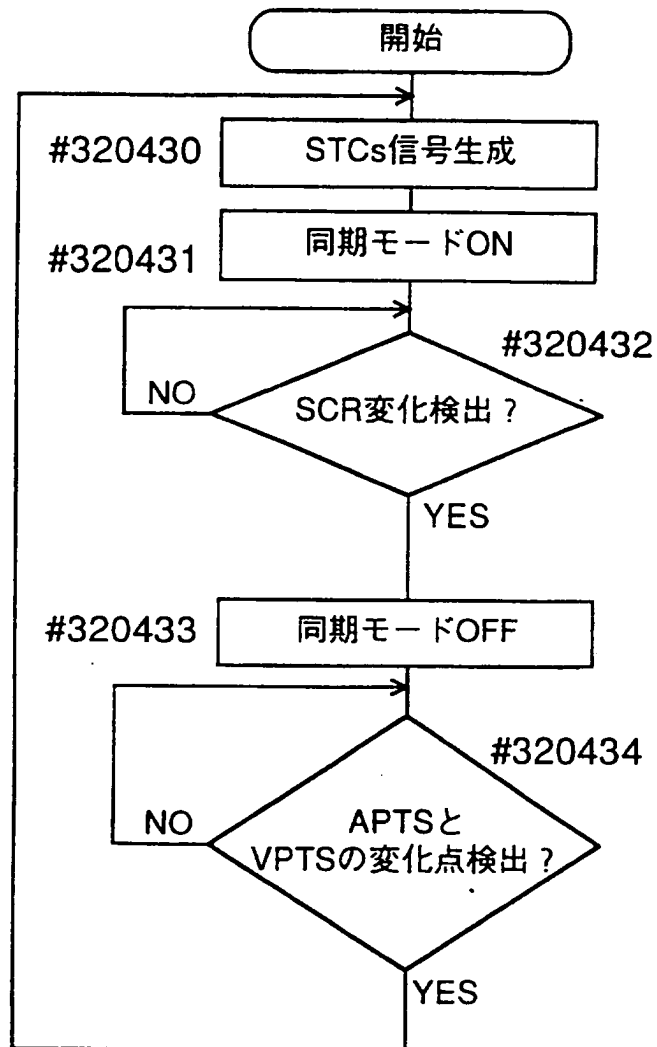 開始
#320430
STCs信号生成
#320431
同期モードON
#320432
NO
SCR変化検出？
YES
#320433
同期モードOFF
#320434
NO
APTSと
VPTSの変化点検出？
YES